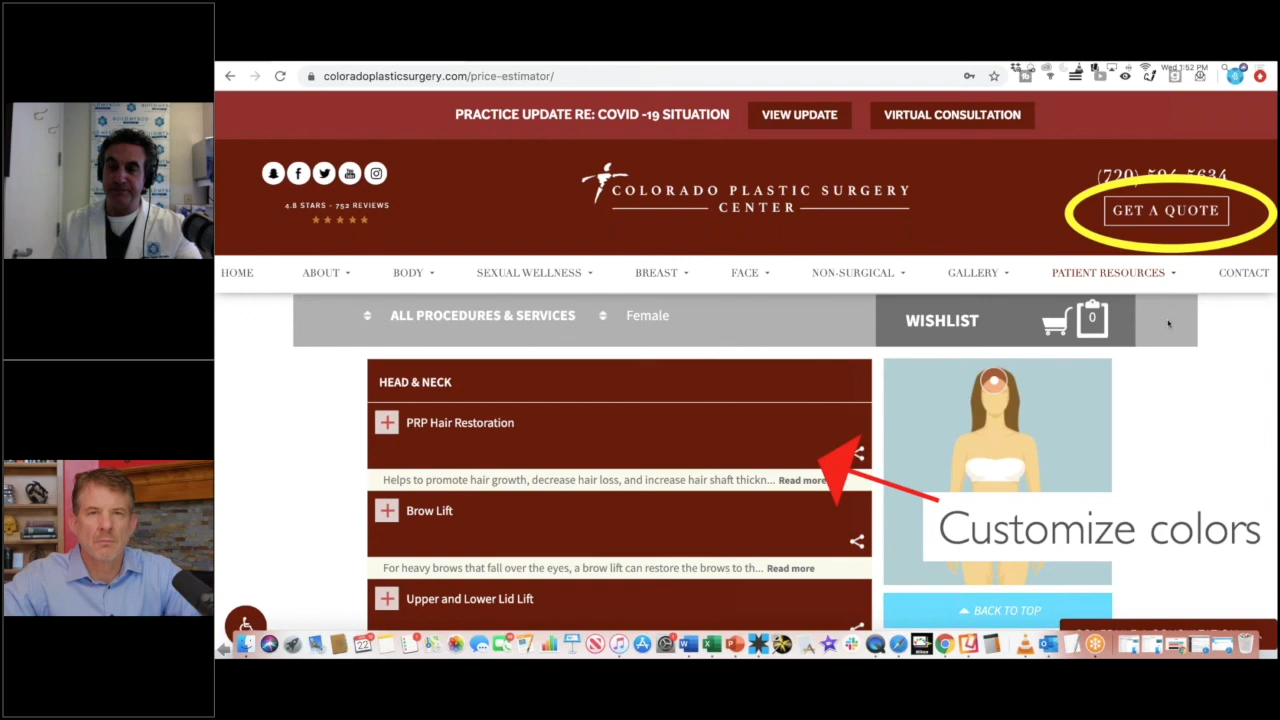 coloradoplasticsurgery.com/price-estimator/
Wed 1:52 PM
PRACTICE UPDATE RE: COVID -19 SITUATION
VIEW UPDATE
VIRTUAL CONSULTATION
4.8 STARS - 752 REVIEWS
COLORADO PLASTIC SURGERY
CENTER
GET A QUOTE
HOME
ABOUT
BODY
SEXUAL WELLNESS
BREAST
FACE
NON-SURGICAL
GALLERY
PATIENT RESOURCES
CONTACT
ALL PROCEDURES & SERVICES
Female
WISHLIST
0
HEAD & NECK
PRP Hair Restoration
Helps to promote hair growth, decrease hair loss, and increase hair shaft thickn... Read more
Brow Lift
For heavy brows that fall over the eyes, a brow lift can restore the brows to th... Read more
Upper and Lower Lid Lift
Customize colors
BACK TO TOP